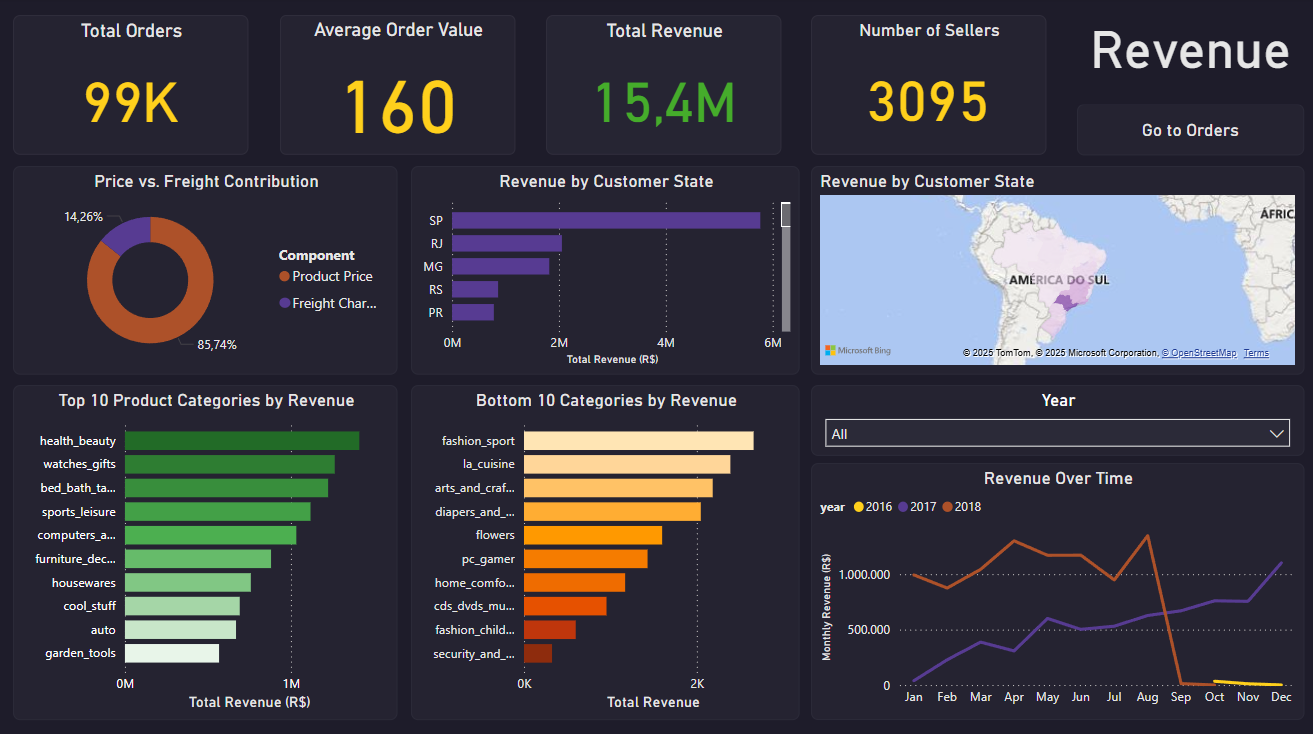 Total Orders
99K
Average Order Value
160
Total Revenue
15,4M
Number of Sellers
3095
Revenue
Go to Orders
Price vs. Freight Contribution
14,26%
85,74%
Component
Product Price
Freight Char...
Revenue by Customer State
SP
RJ
MG
RS
PR
0M 2M 4M 6M
Total Revenue (R$)
Revenue by Customer State
ÁFRIC
AMÉRICA DO SUL
Microsoft Bing
© 2025 TomTom, © 2025 Microsoft Corporation, © OpenStreetMap Terms
Top 10 Product Categories by Revenue
health_beauty
watches_gifts
bed_bath_ta...
sports_leisure
computers_a...
furniture_dec...
housewares
cool_stuff
auto
garden_tools
0M 1M
Total Revenue (R$)
Bottom 10 Categories by Revenue
fashion_sport
la_cuisine
arts_and_craf...
diapers_and_...
flowers
pc_gamer
home_comfo...
cds_dvds_mu...
fashion_child...
security_and_...
0K 2K
Total Revenue
Year
All
Revenue Over Time
year 2016 2017 2018
Monthly Revenue (R$)
1.000.000
500.000
0
Jan Feb Mar Apr May Jun Jul Aug Sep Oct Nov Dec